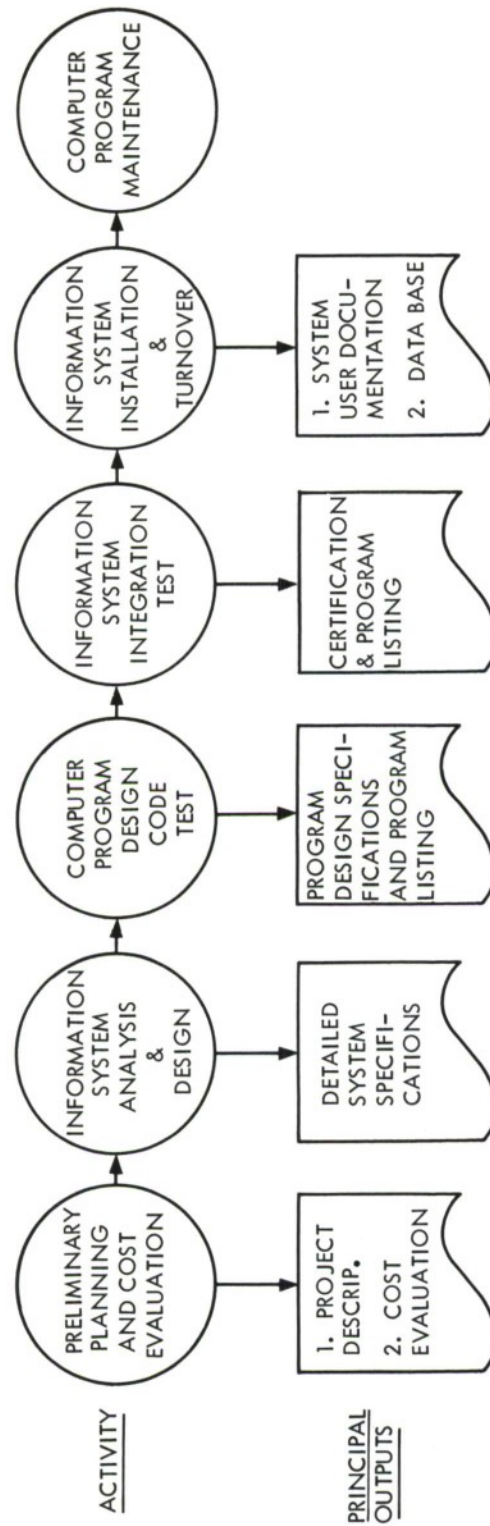 ACTIVITY
PRELIMINARY
PLANNING
AND COST
EVALUATION
INFORMATION
SYSTEM
ANALYSIS
&
DESIGN
COMPUTER
PROGRAM
DESIGN
CODE
TEST
INFORMATION
SYSTEM
INTEGRATION
TEST
INFORMATION
SYSTEM
INSTALLATION
&
TURNOVER
COMPUTER
PROGRAM
MAINTENANCE
PRINCIPAL
OUTPUTS
1. PROJECT
DESCRIP.
2. COST
EVALUATION
DETAILED
SYSTEM
SPECIFI-
CATIONS
PROGRAM
DESIGN SPECI-
FICATIONS
AND PROGRAM
LISTING
CERTIFICATION
& PROGRAM
LISTING
1. SYSTEM
USER DOCU-
MENTATION
2. DATA BASE